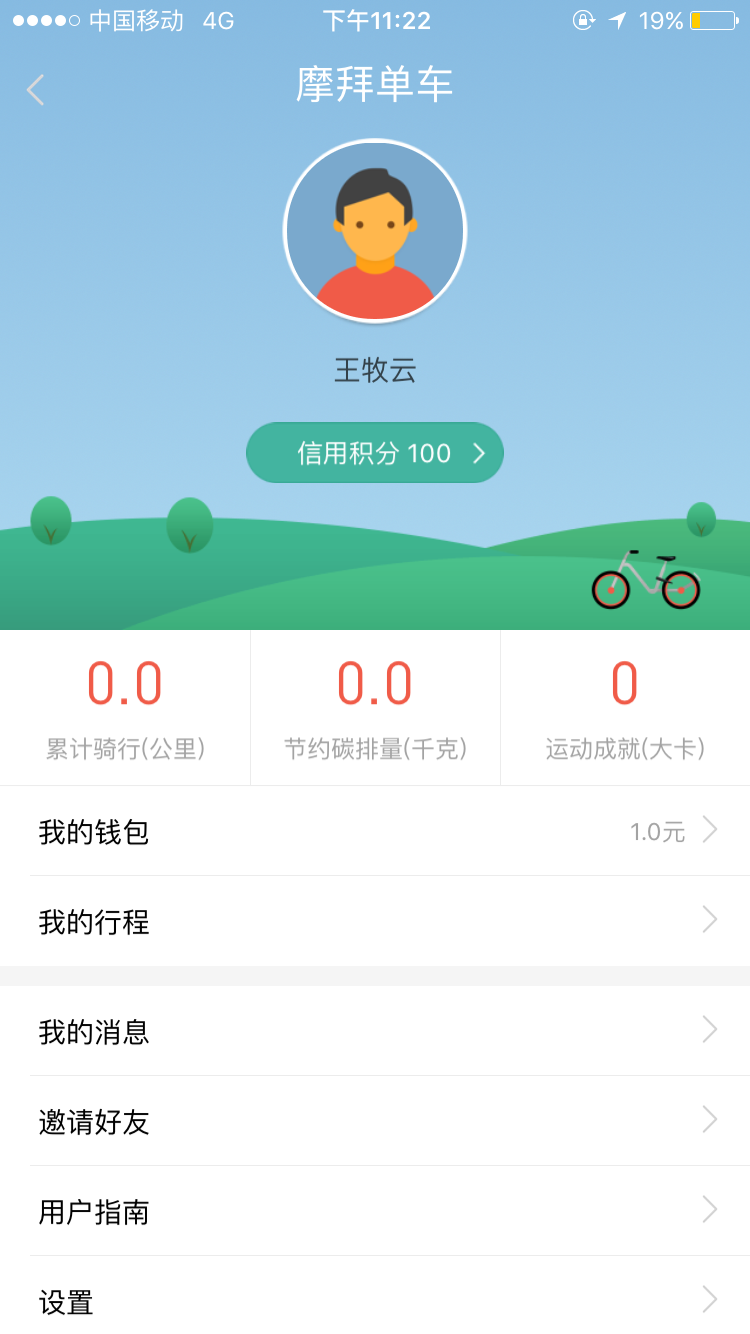 中国移动 4G 下午11:22 19%
摩拜单车
王牧云
信用积分 100
0.0 0.0 0
累计骑行(公里) 节约碳排量(千克) 运动成就(大卡)
我的钱包 1.0元
我的行程
我的消息
邀请好友
用户指南
设置